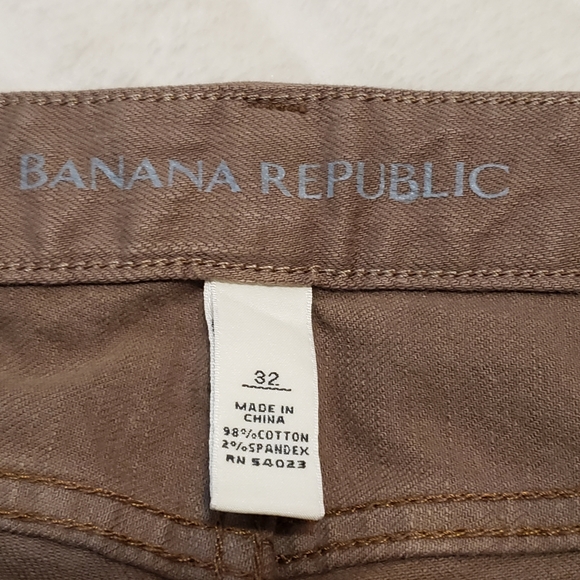 BANANA REPUBLIC
32
MADE IN
CHINA
98%COTTON
2%SPANDEX
RN 54023